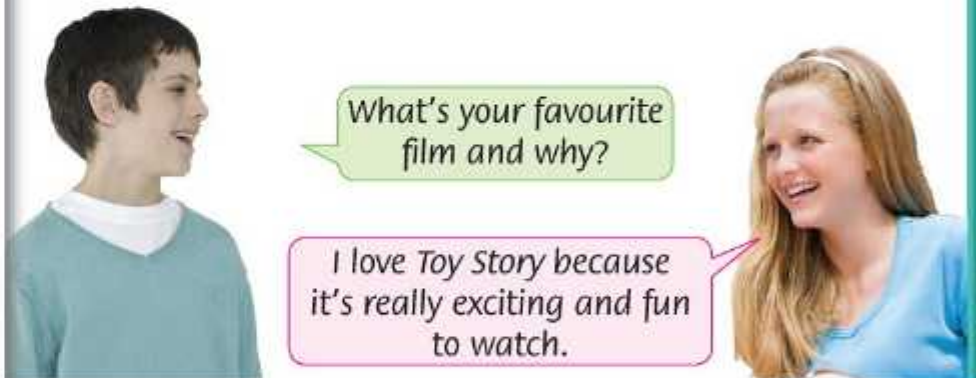 What's your favourite
film and why?
I love Toy Story because
it's really exciting and fun
to watch.